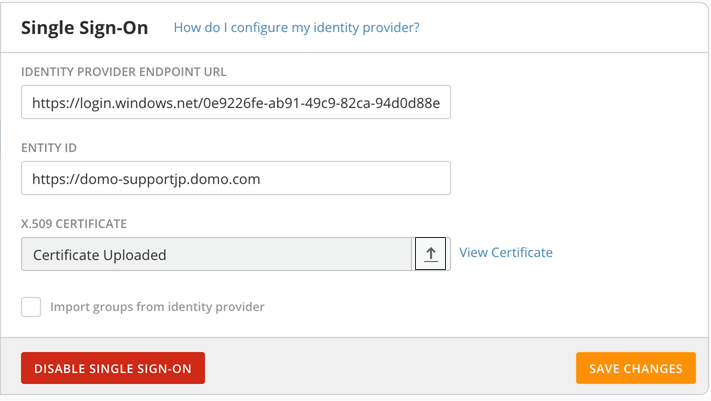 Single Sign-On How do I configure my identity provider?
IDENTITY PROVIDER ENDPOINT URL
https://login.windows.net/0e9226fe-ab91-49c9-82ca-94d0d88e
ENTITY ID
https://domo-supportjp.domo.com
X.509 CERTIFICATE
Certificate Uploaded View Certificate
Import groups from identity provider
DISABLE SINGLE SIGN-ON SAVE CHANGES